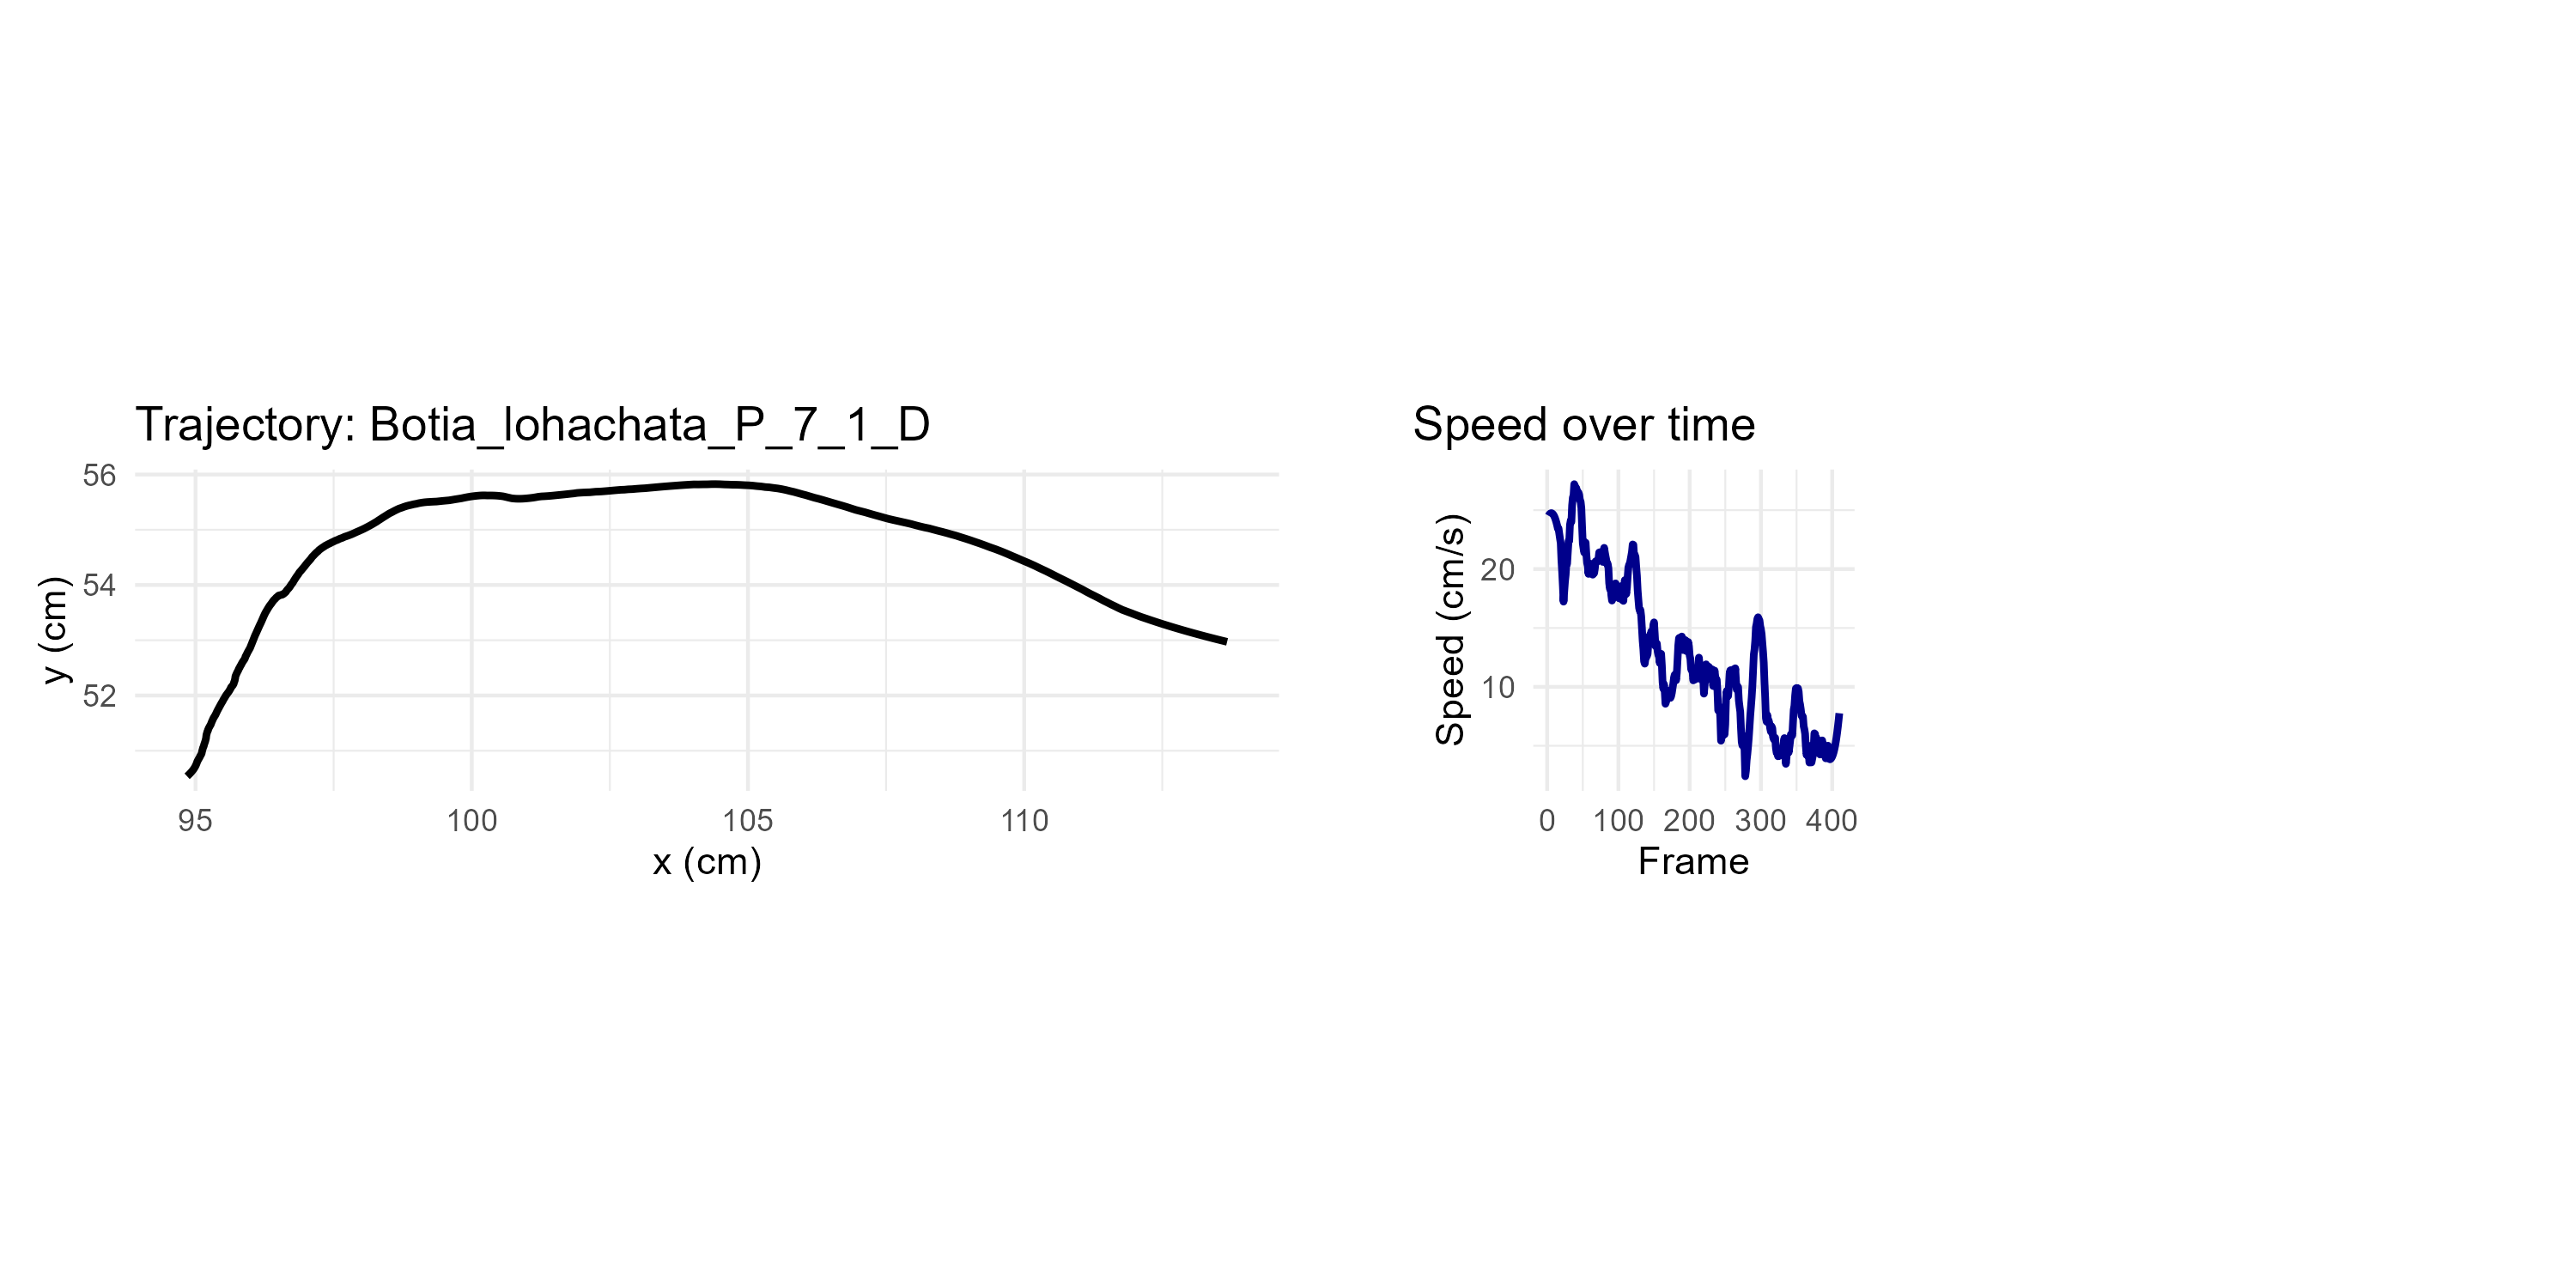 Trajectory: Botia_lohachata_P_7_1_D
56
54
52
y (cm)
95 100 105 110
x (cm)
Speed over time
20
10
Speed (cm/s)
0 100 200 300 400
Frame